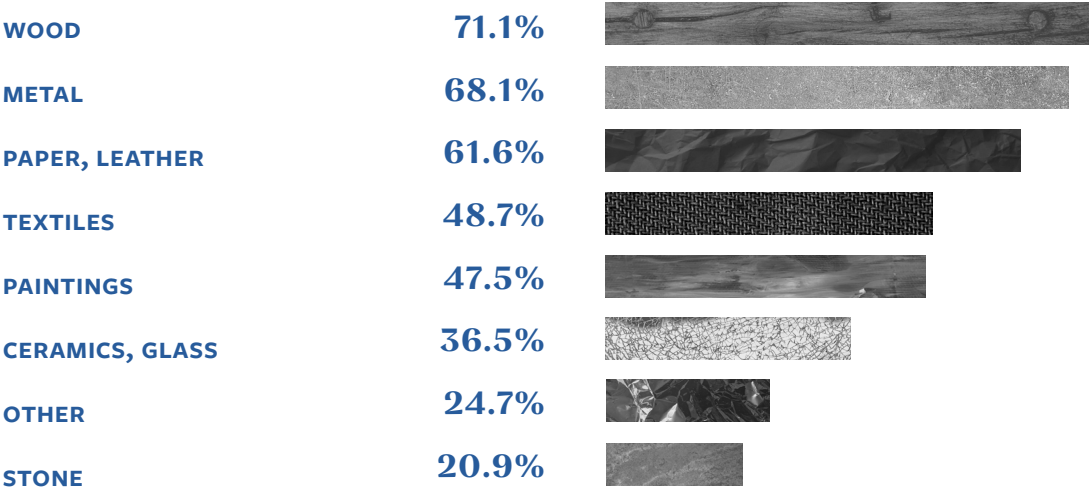 WOOD 71.1%
METAL 68.1%
PAPER, LEATHER 61.6%
TEXTILES 48.7%
PAINTINGS 47.5%
CERAMICS, GLASS 36.5%
OTHER 24.7%
STONE 20.9%